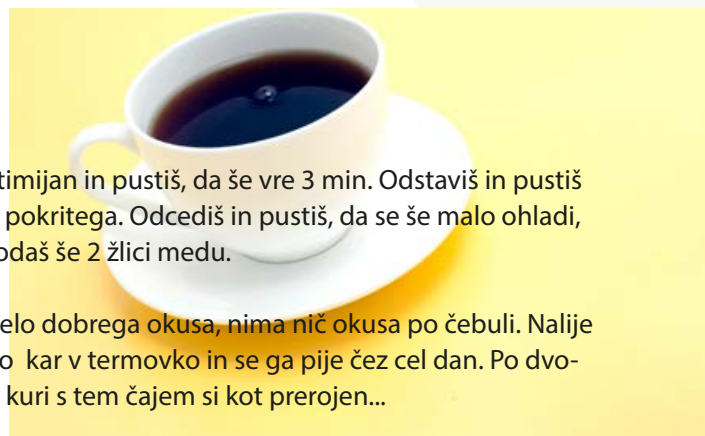 timijan in pustiš, da še vre 3 min. Odstaviš in pustiš
pokritega. Odcediš in pustiš, da se še malo ohladi,
odaš še 2 žlici medu.
elo dobrega okusa, nima nič okusa po čebuli. Nalije
o kar v termovko in se ga pije čez cel dan. Po dvo-
kuri s tem čajem si kot prerojen...